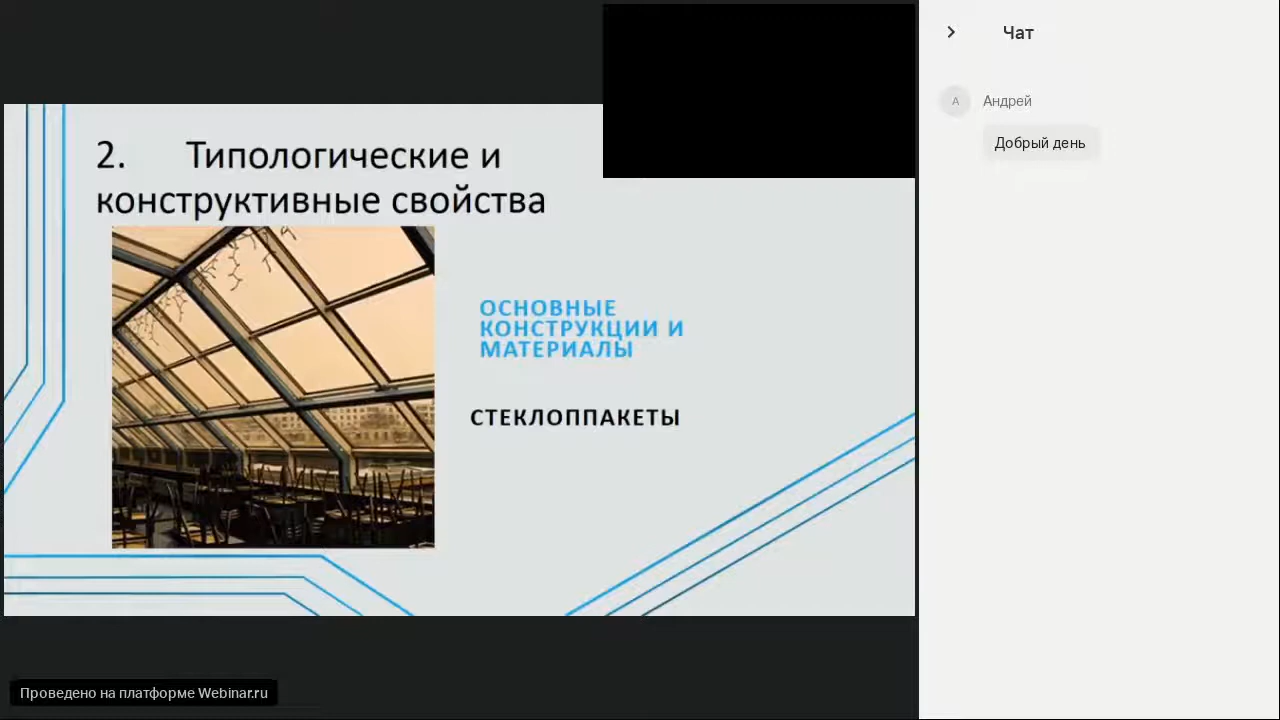 2. Типологические и
конструктивные свойства
ОСНОВНЫЕ
КОНСТРУКЦИИ И
МАТЕРИАЛЫ
СТЕКЛОППАКЕТЫ
Проведено на платформе Webinar.ru
Чат
А Андрей
Добрый день